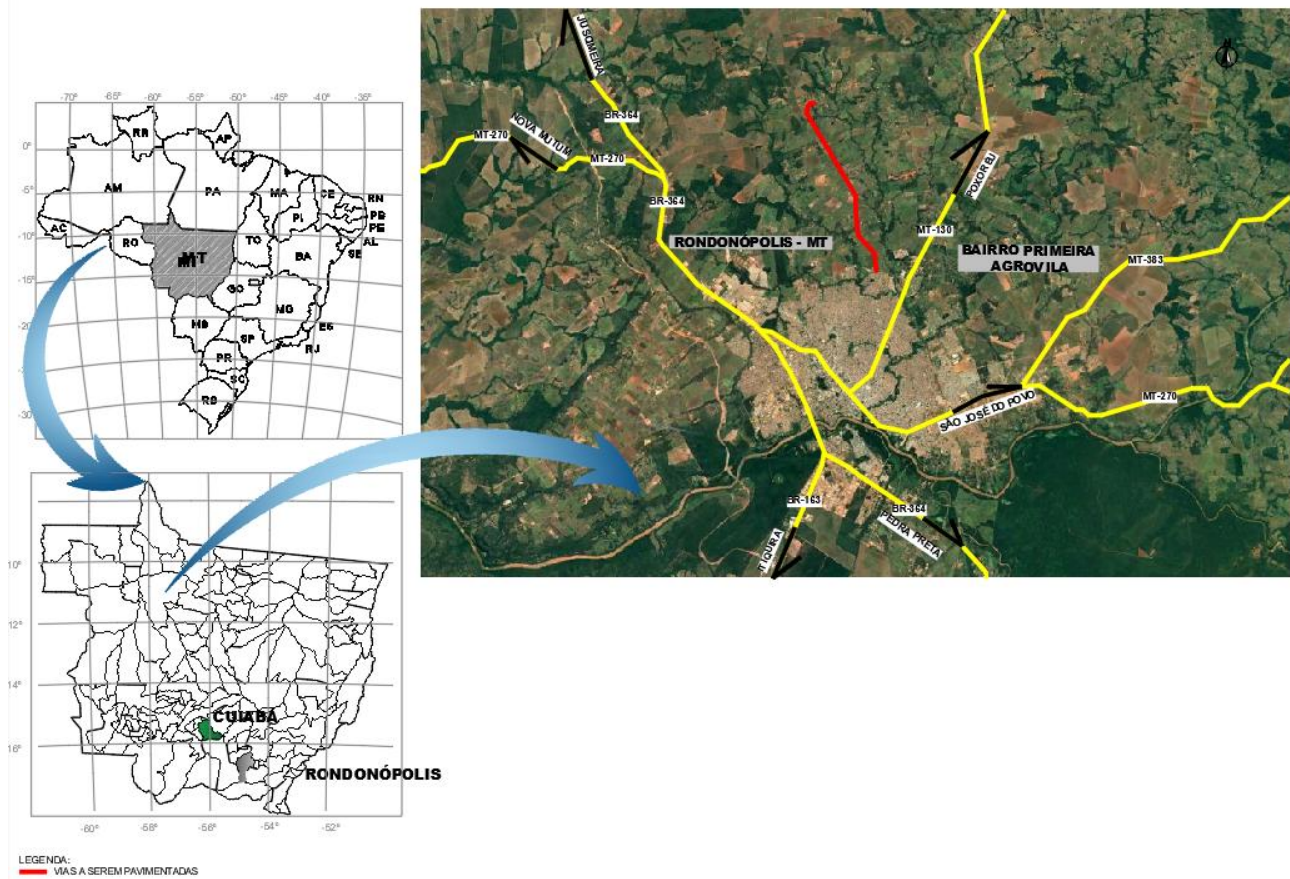 -70°
-65°
-60°
-55°
-50°
-45°
-40°
-35°
0°
-5°
-10°
-15°
-20°
-25°
-30°
RR
AP
AM
PA
MA
CE
RN
PB
PE
PI
AC
AL
RO
TO
SE
MT
BA
GO
MG
MS
ES
SP
RJ
PR
SC
RS
10°
12°
14°
16°
CUIABÁ
RONDONÓPOLIS
-60°
-58°
-56°
-54°
-52°
JUSCIMEIRA
BR-364
MT-270
NOVA MUTUM
MT-270
BR-364
POXORÉU
MT-130
RONDONÓPOLIS - MT
BAIRRO PRIMEIRA
AGROVILA
MT-383
SÃO JOSÉ DO POVO
MT-270
BR-163
BR-364
ITIQUIRA
PEDRA PRETA
LEGENDA:
VIAS A SEREM PAVIMENTADAS